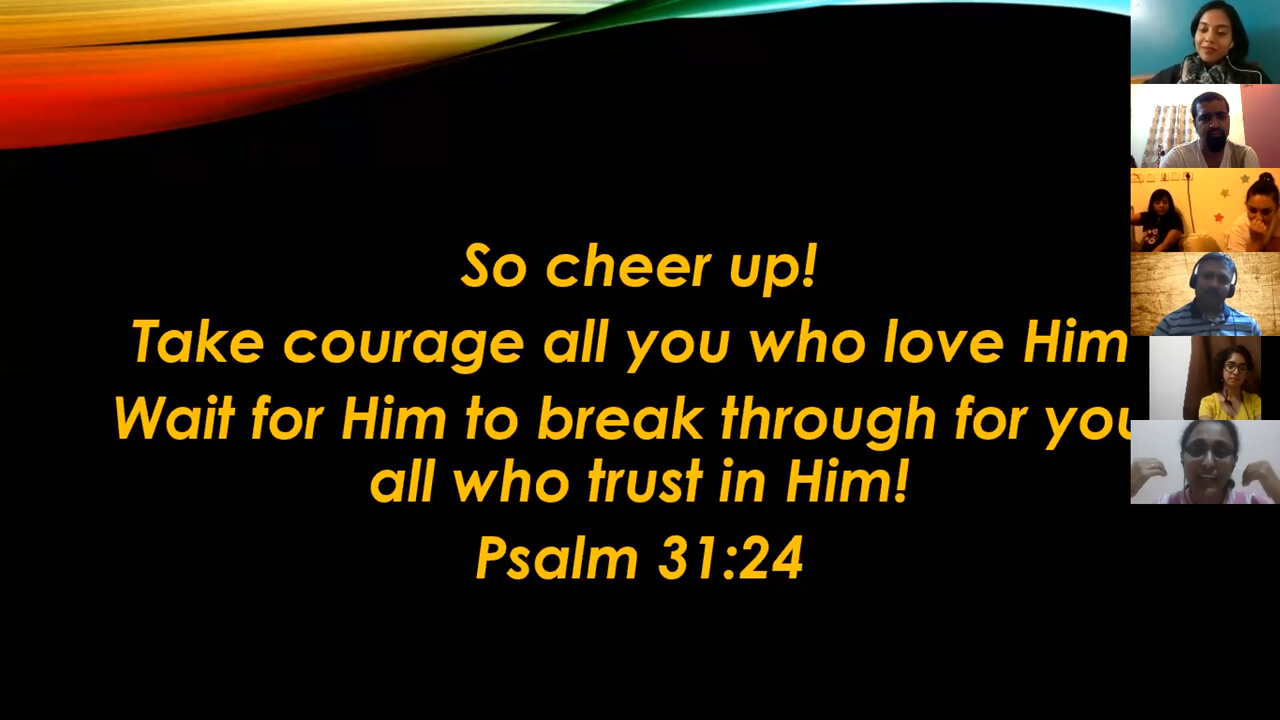 So cheer up!
Take courage all you who love Him
Wait for Him to break through for you
all who trust in Him!
Psalm 31:24